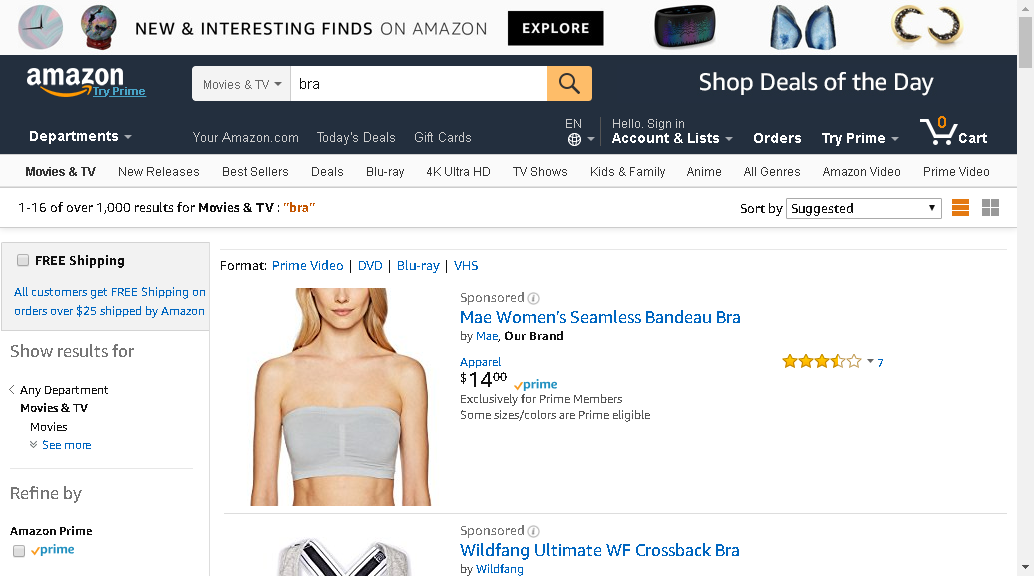 NEW & INTERESTING FINDS ON AMAZON EXPLORE
amazon
Try Prime
Movies & TV bra
Shop Deals of the Day
Departments
Your Amazon.com Today's Deals Gift Cards
EN
Hello. Sign in
Account & Lists
Orders
Try Prime
0
Cart
Movies & TV New Releases Best Sellers Deals Blu-ray 4K Ultra HD TV Shows Kids & Family Anime All Genres Amazon Video Prime Video
1-16 of over 1,000 results for Movies & TV : "bra"
Sort by Suggested
FREE Shipping
All customers get FREE Shipping on
orders over $25 shipped by Amazon
Show results for
Any Department
Movies & TV
Movies
See more
Refine by
Amazon Prime
prime
Format: Prime Video | DVD | Blu-ray | VHS
Sponsored
Mae Women's Seamless Bandeau Bra
by Mae, Our Brand
Apparel
$14 00 prime
Exclusively for Prime Members
Some sizes/colors are Prime eligible
7
Sponsored
Wildfang Ultimate WF Crossback Bra
by Wildfang